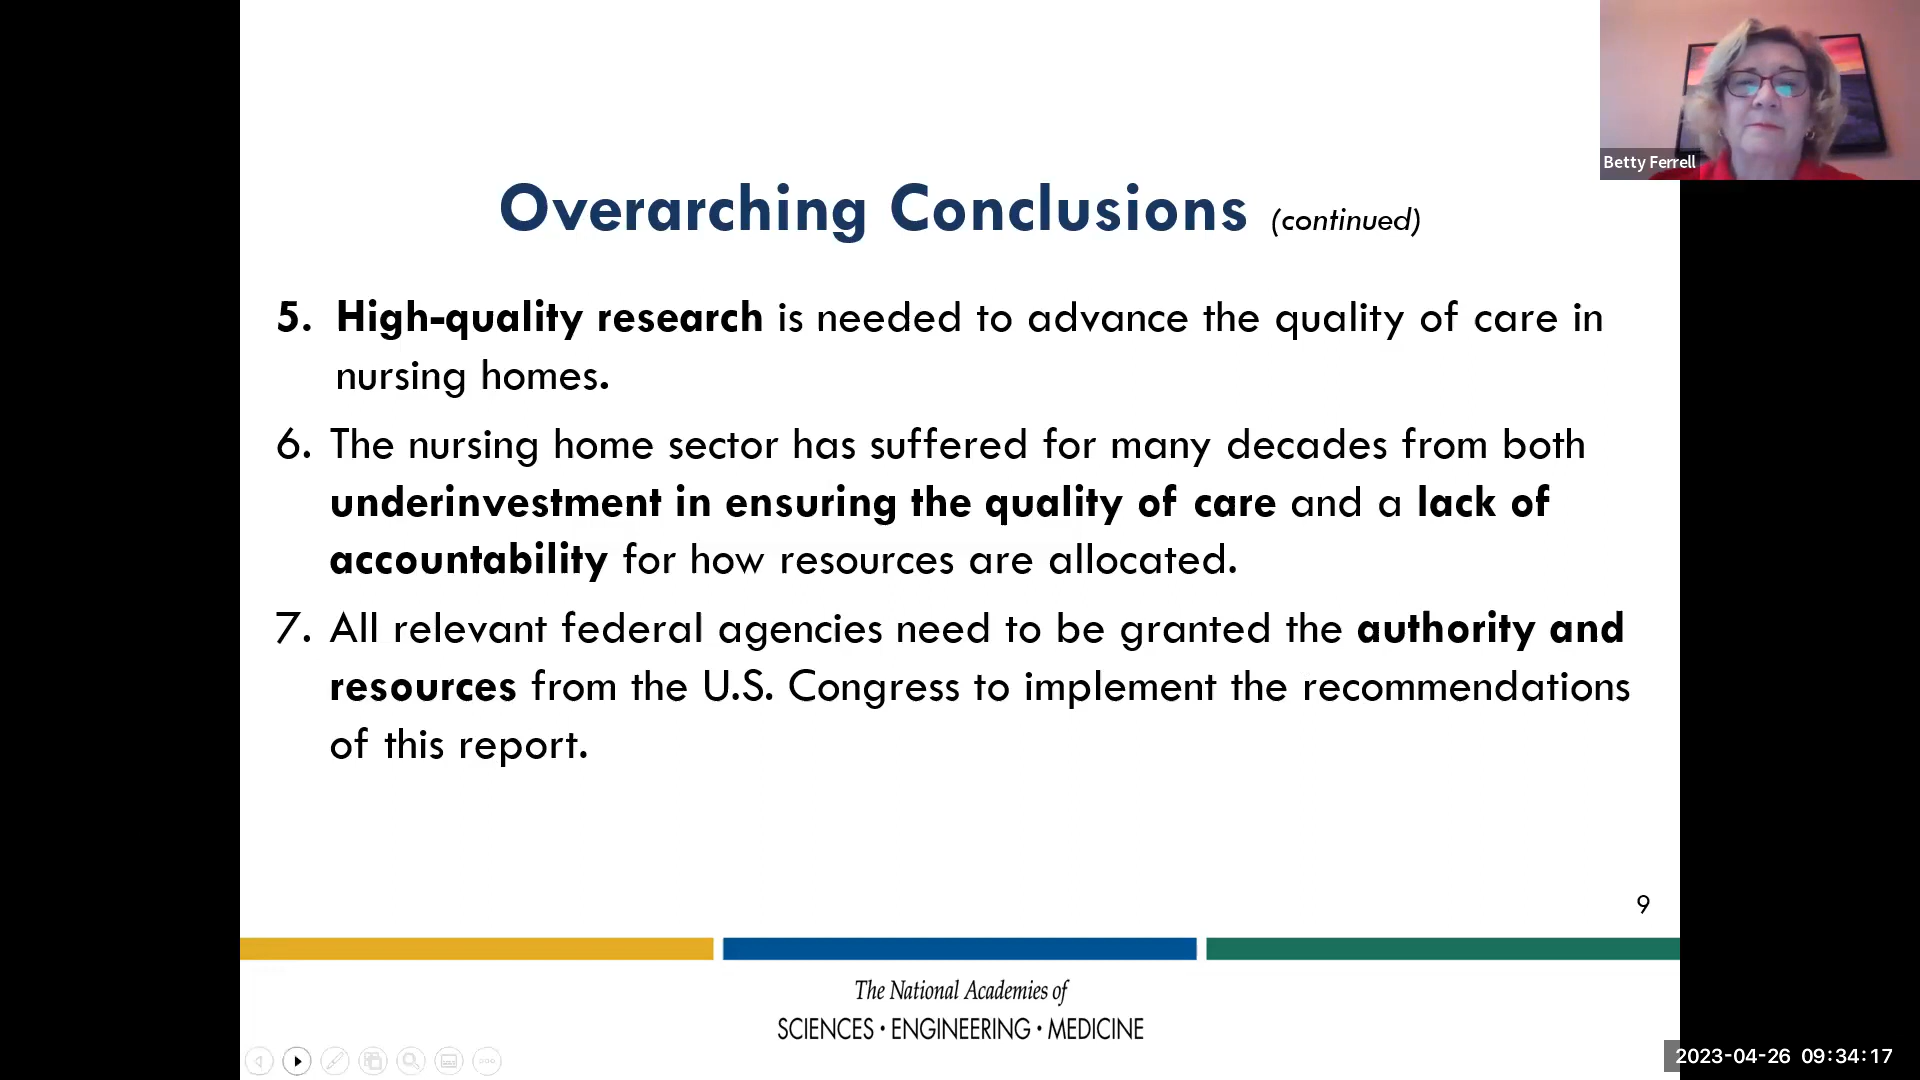 Betty Ferrell
Overarching Conclusions (continued)
5. High-quality research is needed to advance the quality of care in
nursing homes.
6. The nursing home sector has suffered for many decades from both
underinvestment in ensuring the quality of care and a lack of
accountability for how resources are allocated.
7. All relevant federal agencies need to be granted the authority and
resources from the U.S. Congress to implement the recommendations
of this report.
9
The National Academies of
SCIENCES · ENGINEERING · MEDICINE
2023-04-26 09:34:17